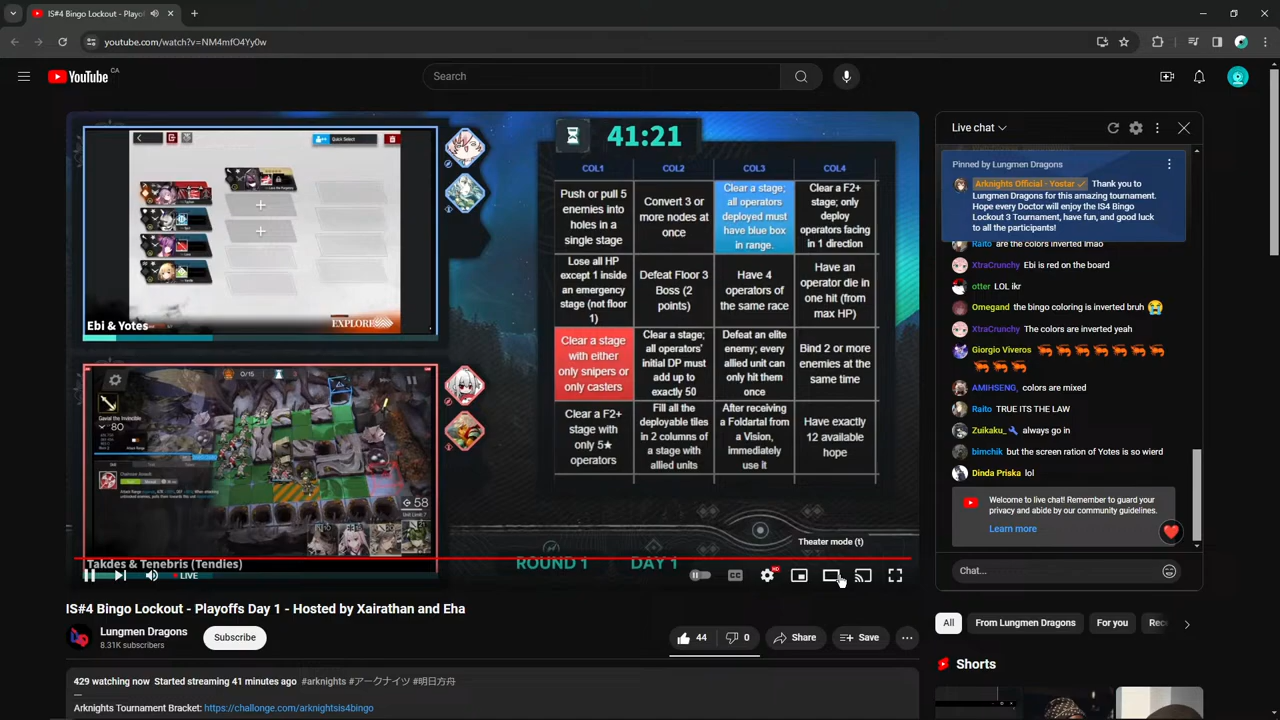 IS#4 Bingo Lockout - Playof
youtube.com/watch?v=NM4mfO4Yy0w
YouTube CA
Search
Quick Select
EXPLORE
Ebi & Yotes
41:21
COL1 COL2 COL3 COL4
Push or pull 5
enemies into
holes in a
single stage
Convert 3 or
more nodes at
once
Clear a stage;
all operators
deployed must
have blue box
in range.
Clear a F2+
stage; only
deploy
operators facing
in 1 direction
Lose all HP
except 1 inside
an emergency
stage (not floor
1)
Defeat Floor 3
Boss (2
points)
Have 4
operators of
the same race
Have an
operator die in
one hit (from
max HP)
Clear a stage
with either
only snipers or
only casters
Clear a stage;
all operators'
initial DP must
add up to
exactly 50
Defeat an elite
enemy; every
allied unit can
only hit them
once
Bind 2 or more
enemies at the
same time
Clear a F2+
stage with
only 5★
operators
Fill all the
deployable tiles
in 2 columns of
a stage with
allied units
After receiving
a Foldartal from
a Vision,
immediately
use it
Have exactly
12 available
hope
0/15
Gavial the Invincible
80
58
Unit Limit: 7
Takdes & Tenebris (Tendies)
ROUND 1 DAY 1
Theater mode (t)
LIVE
CC
HD
IS#4 Bingo Lockout - Playoffs Day 1 - Hosted by Xairathan and Eha
Lungmen Dragons
8.31K subscribers
Subscribe
44
0
Share
Save
429 watching now Started streaming 41 minutes ago #arknights #アークナイツ #明日方舟
---
Arknights Tournament Bracket: https://challonge.com/arknightsis4bingo
Live chat
Pinned by Lungmen Dragons
Arknights Official - Yostar Thank you to
Lungmen Dragons for this amazing tournament.
Hope every Doctor will enjoy the IS4 Bingo
Lockout 3 Tournament, have fun, and good luck
to all the participants!
Raito are the colors inverted lmao
XtraCrunchy Ebi is red on the board
otter LOL ikr
Omegand the bingo coloring is inverted bruh 😭
XtraCrunchy The colors are inverted yeah
Giorgio Viveros 🦐🦐🦐🦐🦐🦐🦐
🦐🦐🦐
AMIHSENG, colors are mixed
Raito TRUE ITS THE LAW
Zuikaku_ always go in
bimchik but the screen ration of Yotes is so wierd
Dinda Priska lol
Welcome to live chat! Remember to guard your
privacy and abide by our community guidelines.
Learn more
Chat...
All
From Lungmen Dragons
For you
Rec
Shorts